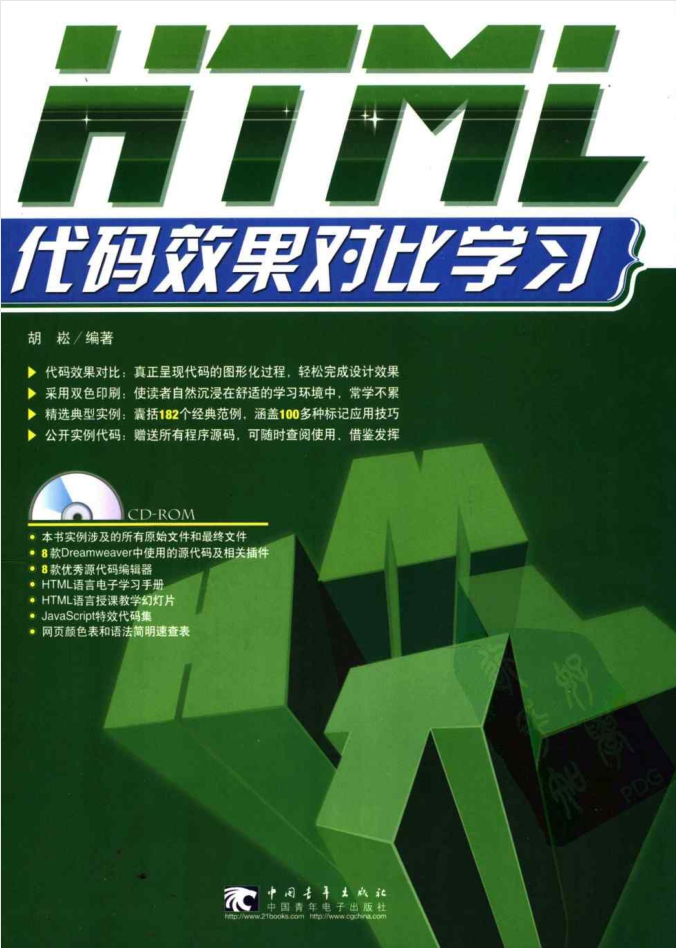 HTML
代码效果对比学习
胡 崧／编著
代码效果对比：真正呈现代码的图形化过程，轻松完成设计效果
采用双色印刷：使读者自然沉浸在舒适的学习环境中，常学不累
精选典型实例：囊括182个经典范例，涵盖100多种标记应用技巧
公开实例代码：赠送所有程序源码，可随时查阅使用、借鉴发挥
CD-ROM
本书实例涉及的所有原始文件和最终文件
8款Dreamweaver中使用的源代码及相关插件
8款优秀源代码编辑器
HTML语言电子学习手册
HTML语言授课教学幻灯片
JavaScript特效代码集
网页颜色表和语法简明速查表
HTML
PDG
中国青年出版社
中国青年电子出版社
http://www.21books.com http://www.cgchina.com